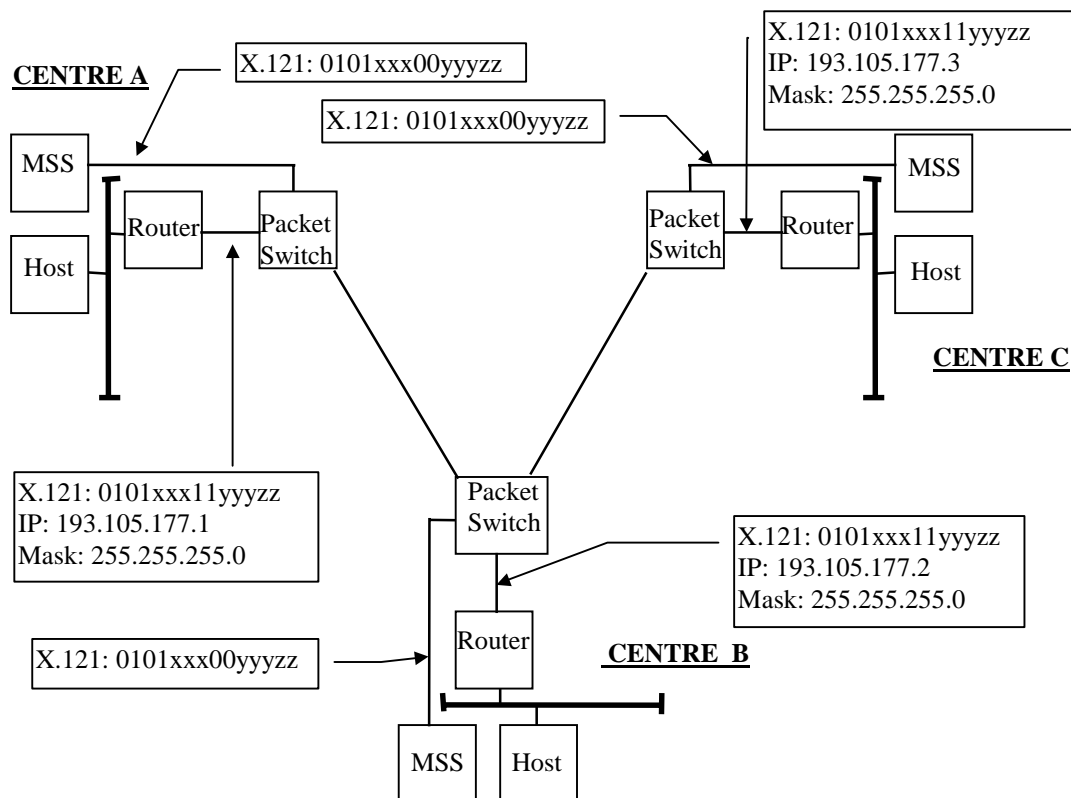 CENTRE A
X.121: 0101xxx00yyyzz
X.121: 0101xxx00yyyzz
X.121: 0101xxx11yyyzz
IP: 193.105.177.3
Mask: 255.255.255.0
MSS
Router
Packet
Switch
Host
Packet
Switch
Router
MSS
Host
CENTRE C
X.121: 0101xxx11yyyzz
IP: 193.105.177.1
Mask: 255.255.255.0
Packet
Switch
X.121: 0101xxx11yyyzz
IP: 193.105.177.2
Mask: 255.255.255.0
X.121: 0101xxx00yyyzz
Router
CENTRE B
MSS
Host